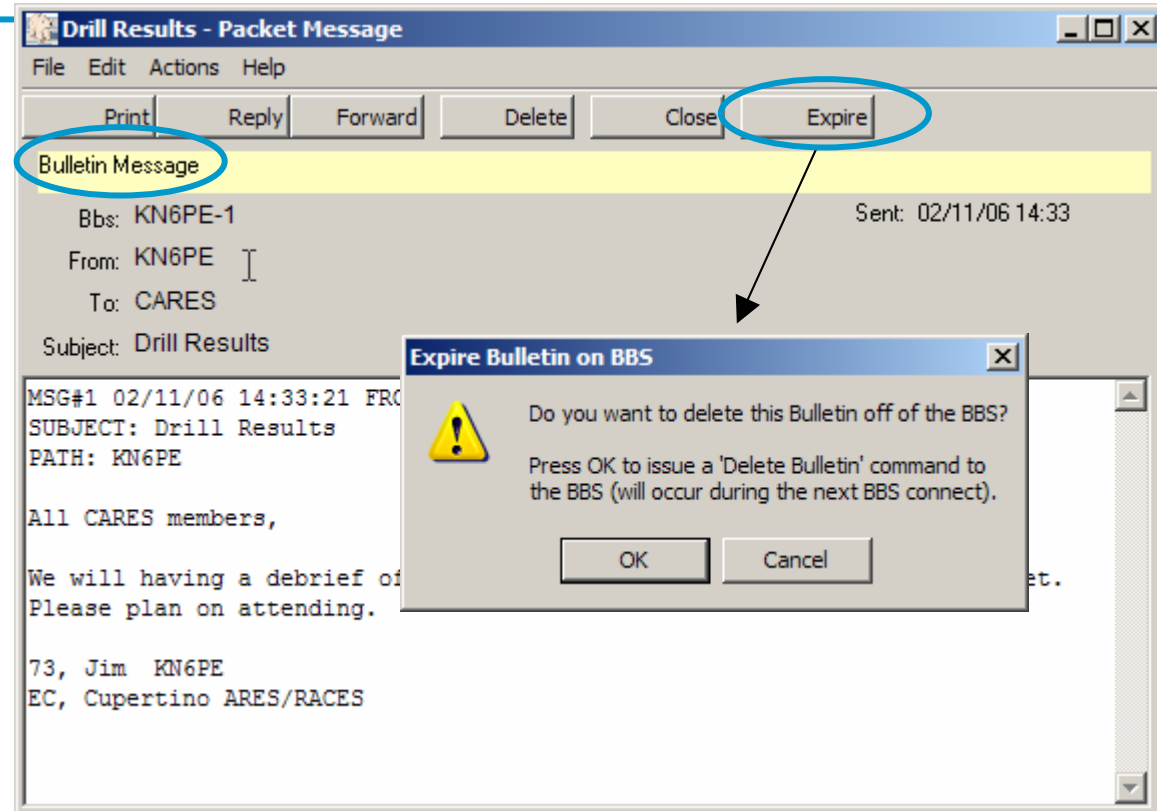 Drill Results - Packet Message
File Edit Actions Help
Print Reply Forward Delete Close Expire
Bulletin Message
Bbs: KN6PE-1
Sent: 02/11/06 14:33
From: KN6PE
To: CARES
Subject: Drill Results
MSG#1 02/11/06 14:33:21
SUBJECT: Drill Results
PATH: KN6PE
All CARES members,
We will having a debrief
Please plan on attending.
73, Jim KN6PE
EC, Cupertino ARES/RACES
Expire Bulletin on BBS
Do you want to delete this Bulletin off of the BBS?
Press OK to issue a 'Delete Bulletin' command to
the BBS (will occur during the next BBS connect).
OK Cancel